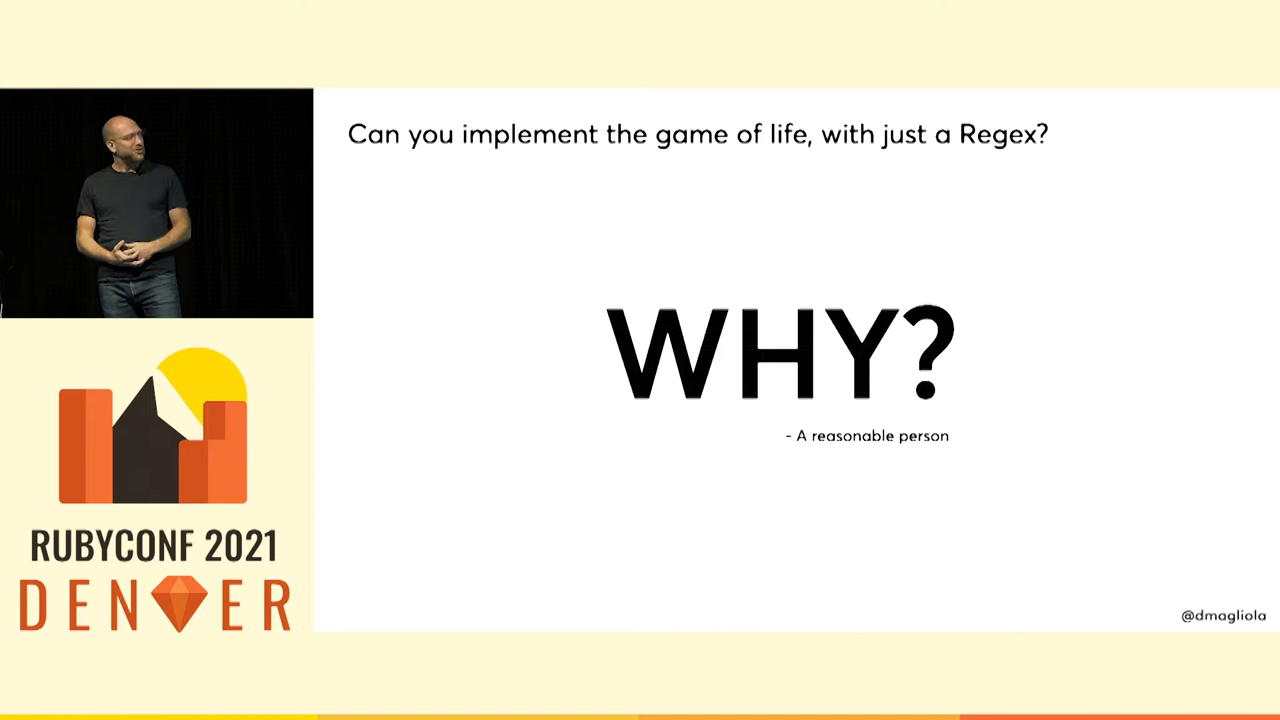 Can you implement the game of life, with just a Regex?
WHY?
- A reasonable person
RUBYCONF 2021
DENVER
@dmagliola